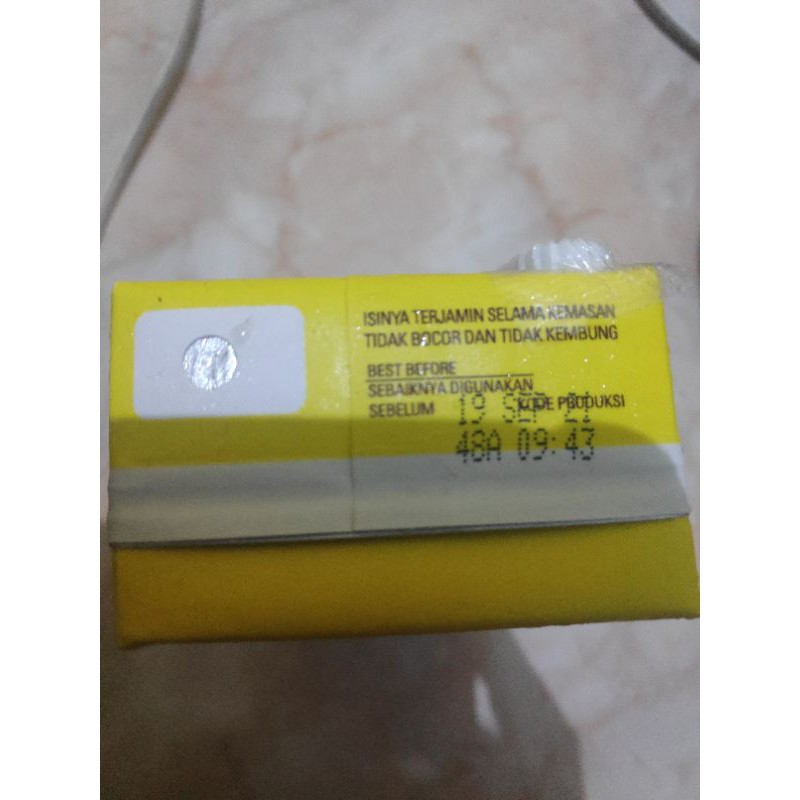 ISINYA TERJAMIN SELAMA KEMASAN
TIDAK BOCOR DAN TIDAK KEMBUNG
BEST BEFORE
SEBAIKNYA DIGUNAKAN
SEBELUM
KODE PRODUKSI
19 SEP 21
48A 09:43